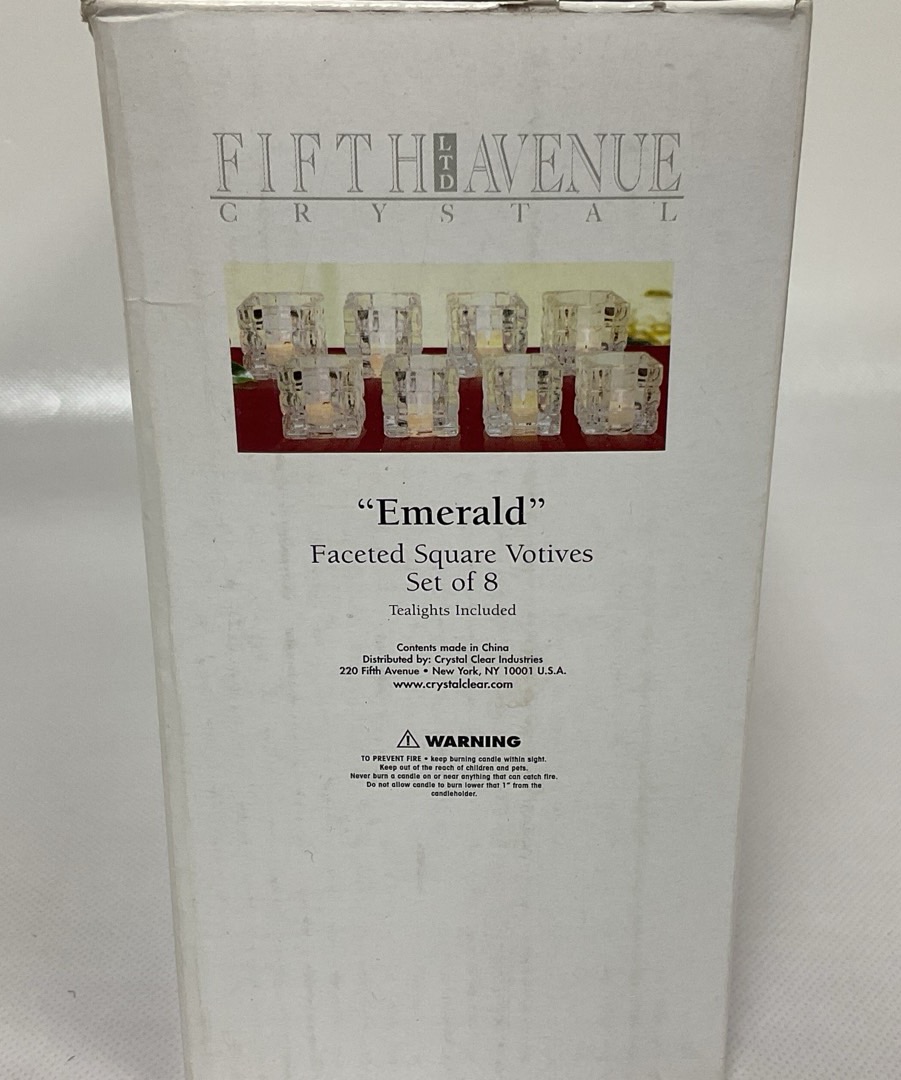 FIFTH LTD AVENUE
CRYSTAL
“Emerald”
Faceted Square Votives
Set of 8
Tealights Included
Contents made in China
Distributed by: Crystal Clear Industries
220 Fifth Avenue • New York, NY 10001 U.S.A.
www.crystalclear.com
WARNING
TO PREVENT FIRE • keep burning candle within sight.
Keep out of the reach of children and pets.
Never burn a candle on or near anything that can catch fire.
Do not allow candle to burn lower that 1" from the
candleholder.